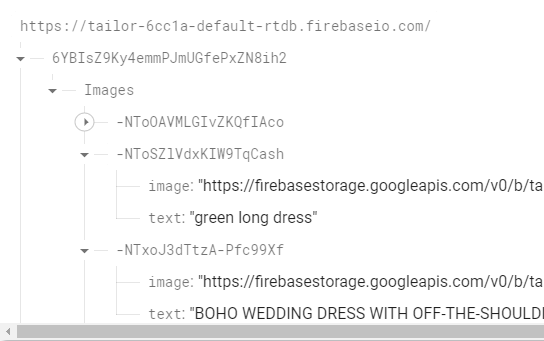 https://tailor-6cc1a-default-rtdb.firebaseio.com/
6YBIsZ9Ky4emmPJmUGfePxZN8ih2
Images
-NToOAVMLGIvZKQfIAco
-NToSZlVdxKIW9TqCash
image: "https://firebasestorage.googleapis.com/v0/b/ta
text: "green long dress"
-NTxoJ3dTtzA-Pfc99Xf
image: "https://firebasestorage.googleapis.com/v0/b/ta
text: "BOHO WEDDING DRESS WITH OFF-THE-SHOULD